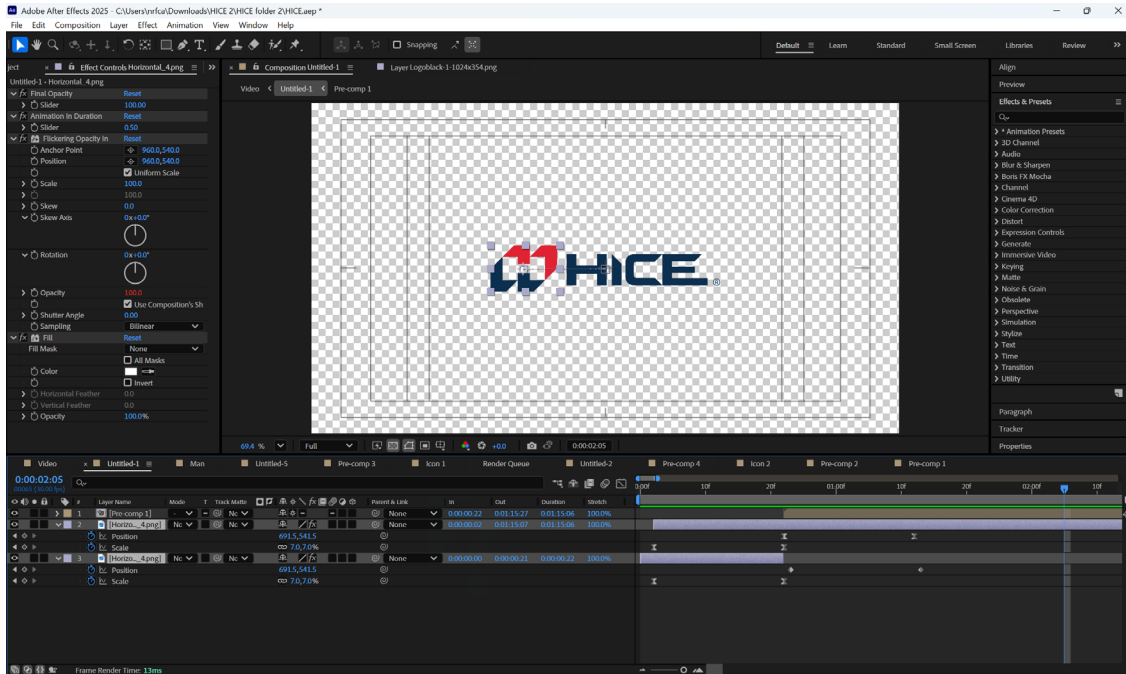 Adobe After Effects 2025 - C:\Users\nrfca\Downloads\HICE 2\HICE folder 2\HICE.aep *
File Edit Composition Layer Effect Animation View Window Help
Snapping
Default Learn Standard Small Screen Libraries Review
ject Effect Controls Horizontal_4.png
Composition Untitled-1 Layer Logoblack-1-1024x354.png
Video Untitled-1 Pre-comp 1
Untitled-1 - Horizontal_4.png
fx Final Opacity Reset
Slider 100.00
fx Animation In Duration Reset
Slider 0.50
fx Flickering Opacity In Reset
Anchor Point 960.0,540.0
Position 960.0,540.0
Uniform Scale
Scale 100.0
100.0
Skew 0.0
Skew Axis 0x+0.0°
Rotation 0x+0.0°
Opacity 100.0
Use Composition's Sh
Shutter Angle 0.00
Sampling Bilinear
fx Fill Reset
Fill Mask None
All Masks
Color
Invert
Horizontal Feather 0.0
Vertical Feather 0.0
Opacity 100.0%
HICE®
69.4 % Full +0.0 0:00:02:05
Align
Preview
Effects & Presets
* Animation Presets
3D Channel
Audio
Blur & Sharpen
Boris FX Mocha
Channel
Cinema 4D
Color Correction
Distort
Expression Controls
Generate
Immersive Video
Keying
Matte
Noise & Grain
Obsolete
Perspective
Simulation
Stylize
Text
Time
Transition
Utility
Paragraph
Tracker
Properties
Video Untitled-1 Man Untitled-5 Pre-comp 3 Icon 1 Render Queue Untitled-2 Pre-comp 4 Icon 2 Pre-comp 2 Pre-comp 1
0:00:02:05
00065 (30.00 fps)
0:00f 10f 20f 01:00f 10f 20f 02:00f 10f
# Layer Name Mode T Track Matte Parent & Link In Out Duration Stretch
1 [Pre-comp 1] None 0:00:00:22 0:01:15:27 0:01:15:06 100.0%
2 [Horizo..._4.png] Nc Nc None 0:00:00:02 0:01:15:07 0:01:15:06 100.0%
Position 691.5,541.5
Scale 7.0,7.0%
3 [Horizo..._4.png] Nc Nc None 0:00:00:00 0:00:00:21 0:00:00:22 100.0%
Position 691.5,541.5
Scale 7.0,7.0%
Frame Render Time: 13ms